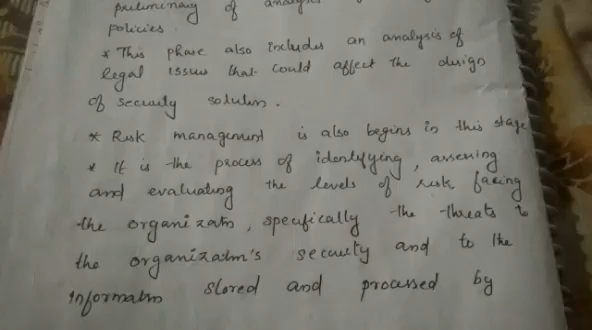 preliminary of analysis
policies.
* This phase also includes an analysis of
legal issues that could affect the design
of security solution.
* Risk management is also begins in this stage
* It is the process of identifying, assessing
and evaluating the levels of risk facing
the organization, specifically the threats to
the organization's security and to the
information stored and processed by